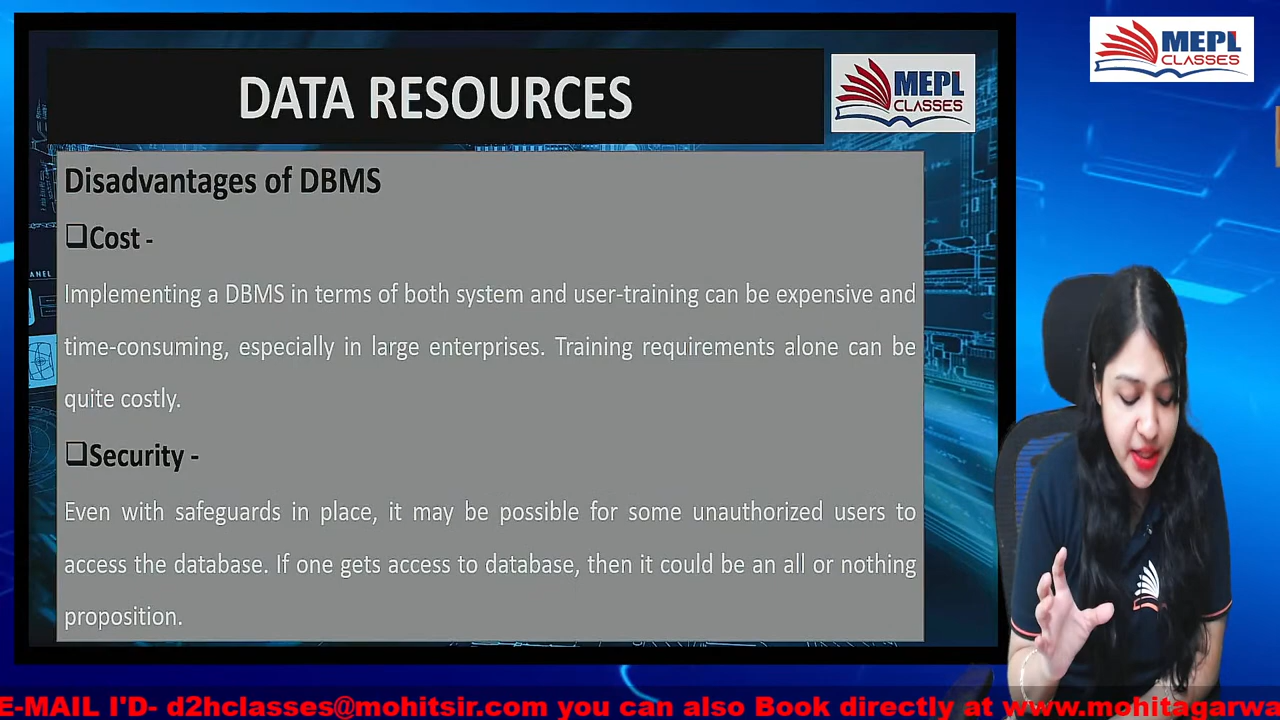 MEPL
CLASSES
DATA RESOURCES
MEPL
CLASSES
Disadvantages of DBMS
❑Cost -
Implementing a DBMS in terms of both system and user-training can be expensive and
time-consuming, especially in large enterprises. Training requirements alone can be
quite costly.
❑Security -
Even with safeguards in place, it may be possible for some unauthorized users to
access the database. If one gets access to database, then it could be an all or nothing
proposition.
E-MAIL I'D- d2hclasses@mohitsir.com you can also Book directly at www.mohitagarwa